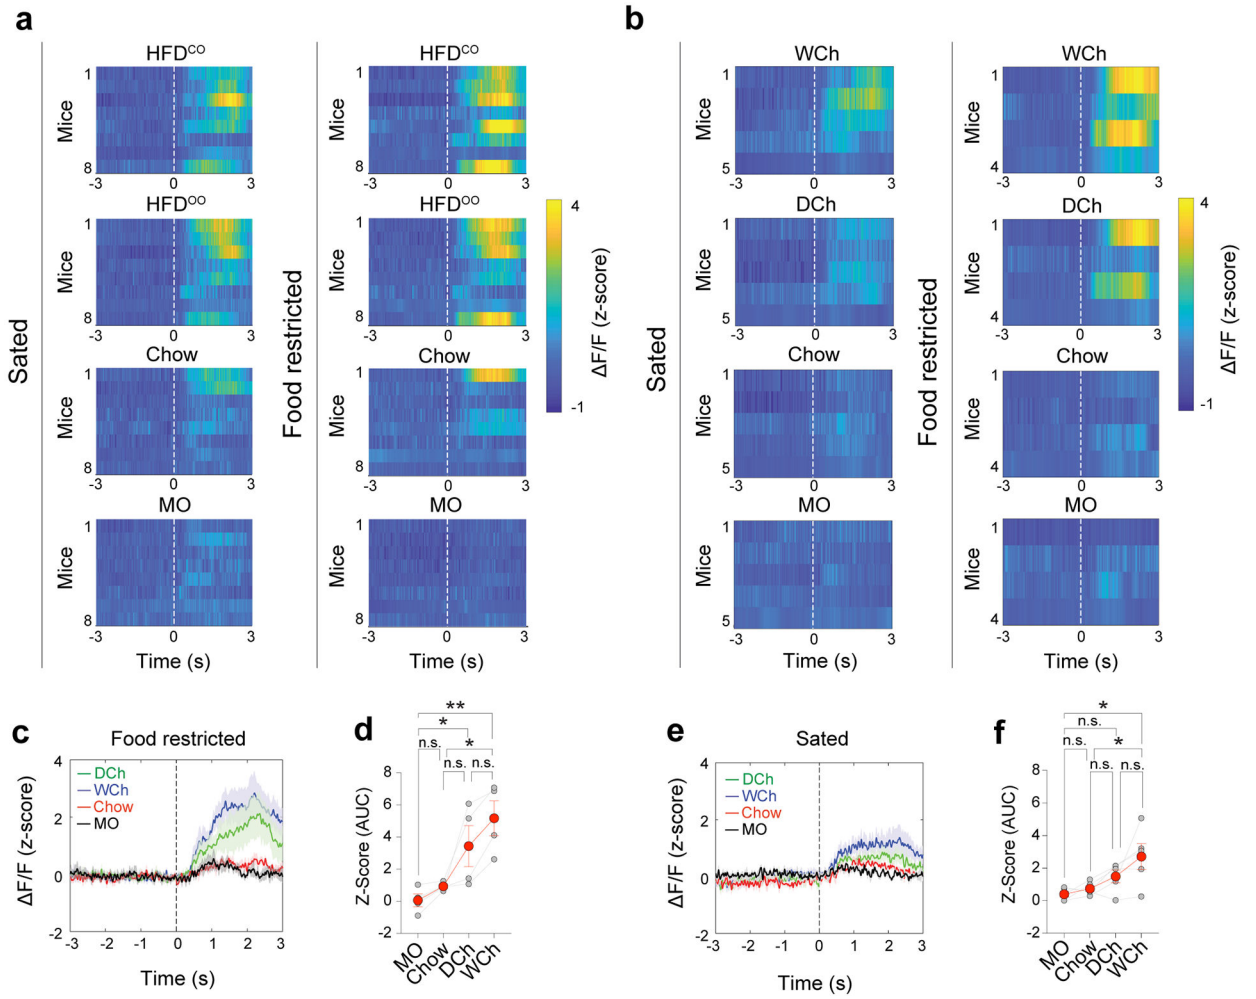 a
Sated
HFDᶜᴼ
Mice
1
8
-3 0 3
HFDᴼᴼ
Mice
1
8
-3 0 3
Chow
Mice
1
8
-3 0 3
MO
Mice
1
8
-3 0 3
Time (s)
Food restricted
HFDᶜᴼ
Mice
1
8
-3 0 3
HFDᴼᴼ
Mice
1
8
-3 0 3
Chow
Mice
1
8
-3 0 3
MO
Mice
1
8
-3 0 3
Time (s)
4
-1
ΔF/F (z-score)
b
Sated
WCh
Mice
1
5
-3 0 3
DCh
Mice
1
5
-3 0 3
Chow
Mice
1
5
-3 0 3
MO
Mice
1
5
-3 0 3
Time (s)
Food restricted
WCh
Mice
1
4
-3 0 3
DCh
Mice
1
4
-3 0 3
Chow
Mice
1
4
-3 0 3
MO
Mice
1
4
-3 0 3
Time (s)
4
-1
ΔF/F (z-score)
c
Food restricted
DCh
WCh
Chow
MO
ΔF/F (z-score)
4
2
0
-2
-3 -2 -1 0 1 2 3
Time (s)
d
**
*
n.s. *
n.s. n.s.
Z-Score (AUC)
8
6
4
2
0
-2
MO Chow DCh WCh
e
Sated
DCh
WCh
Chow
MO
ΔF/F (z-score)
4
2
0
-2
-3 -2 -1 0 1 2 3
Time (s)
f
*
n.s.
n.s. *
n.s. n.s.
Z-Score (AUC)
8
6
4
2
0
-2
MO Chow DCh WCh